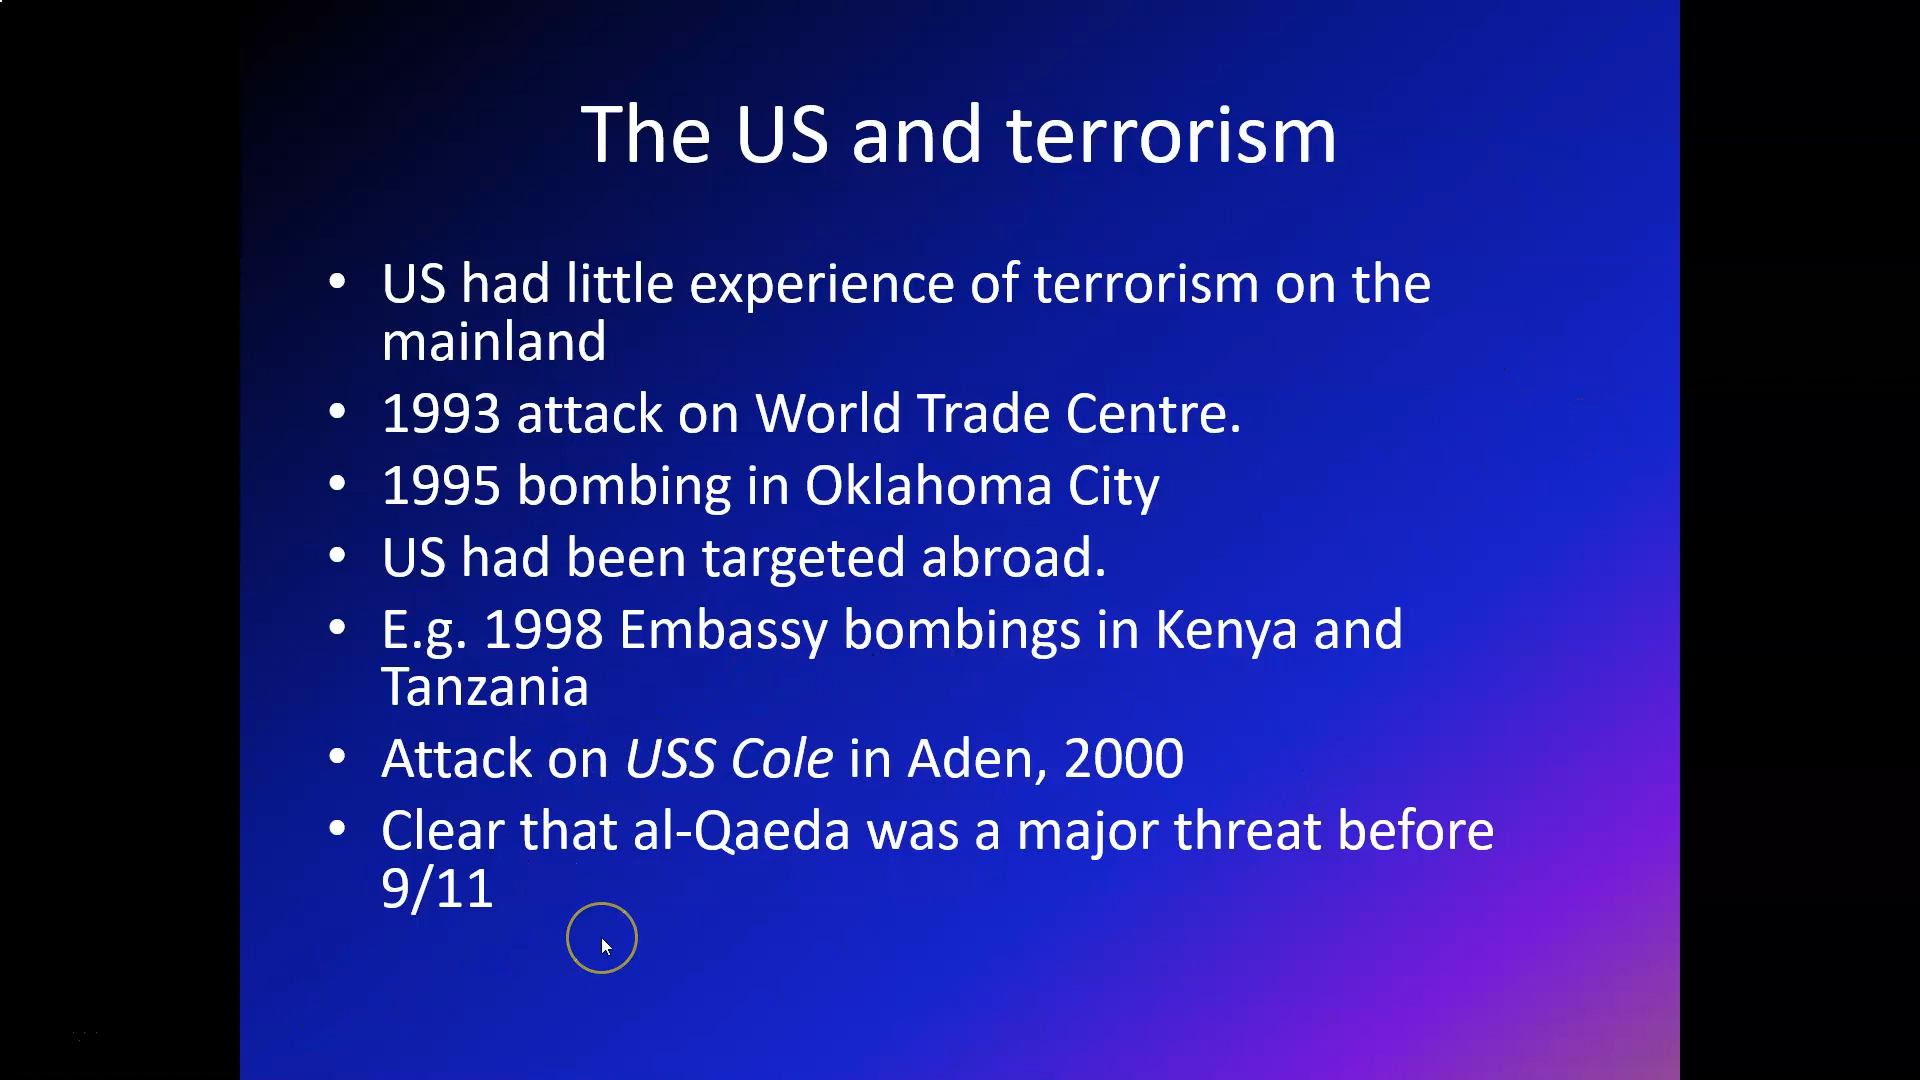 The US and terrorism
• US had little experience of terrorism on the
mainland
• 1993 attack on World Trade Centre.
• 1995 bombing in Oklahoma City
• US had been targeted abroad.
• E.g. 1998 Embassy bombings in Kenya and
Tanzania
• Attack on USS Cole in Aden, 2000
• Clear that al-Qaeda was a major threat before
9/11